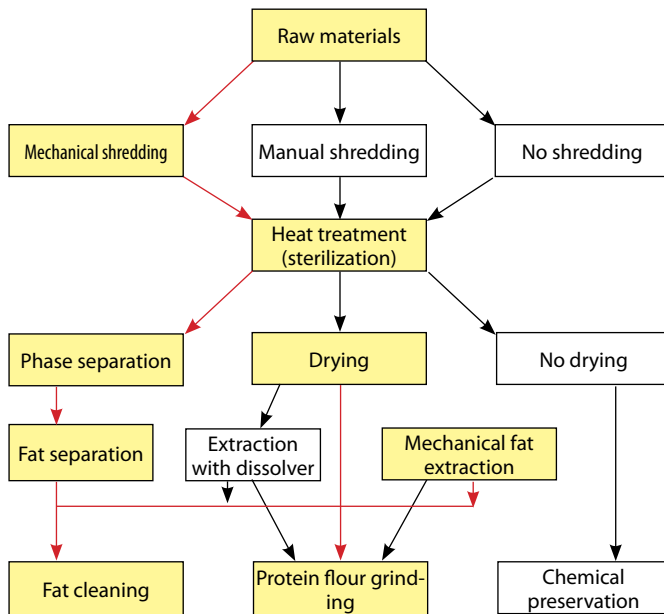 Raw materials
Mechanical shredding
Manual shredding
No shredding
Heat treatment
(sterilization)
Phase separation
Drying
No drying
Fat separation
Extraction
with dissolver
Mechanical fat
extraction
Fat cleaning
Protein flour grind-
ing
Chemical
preservation